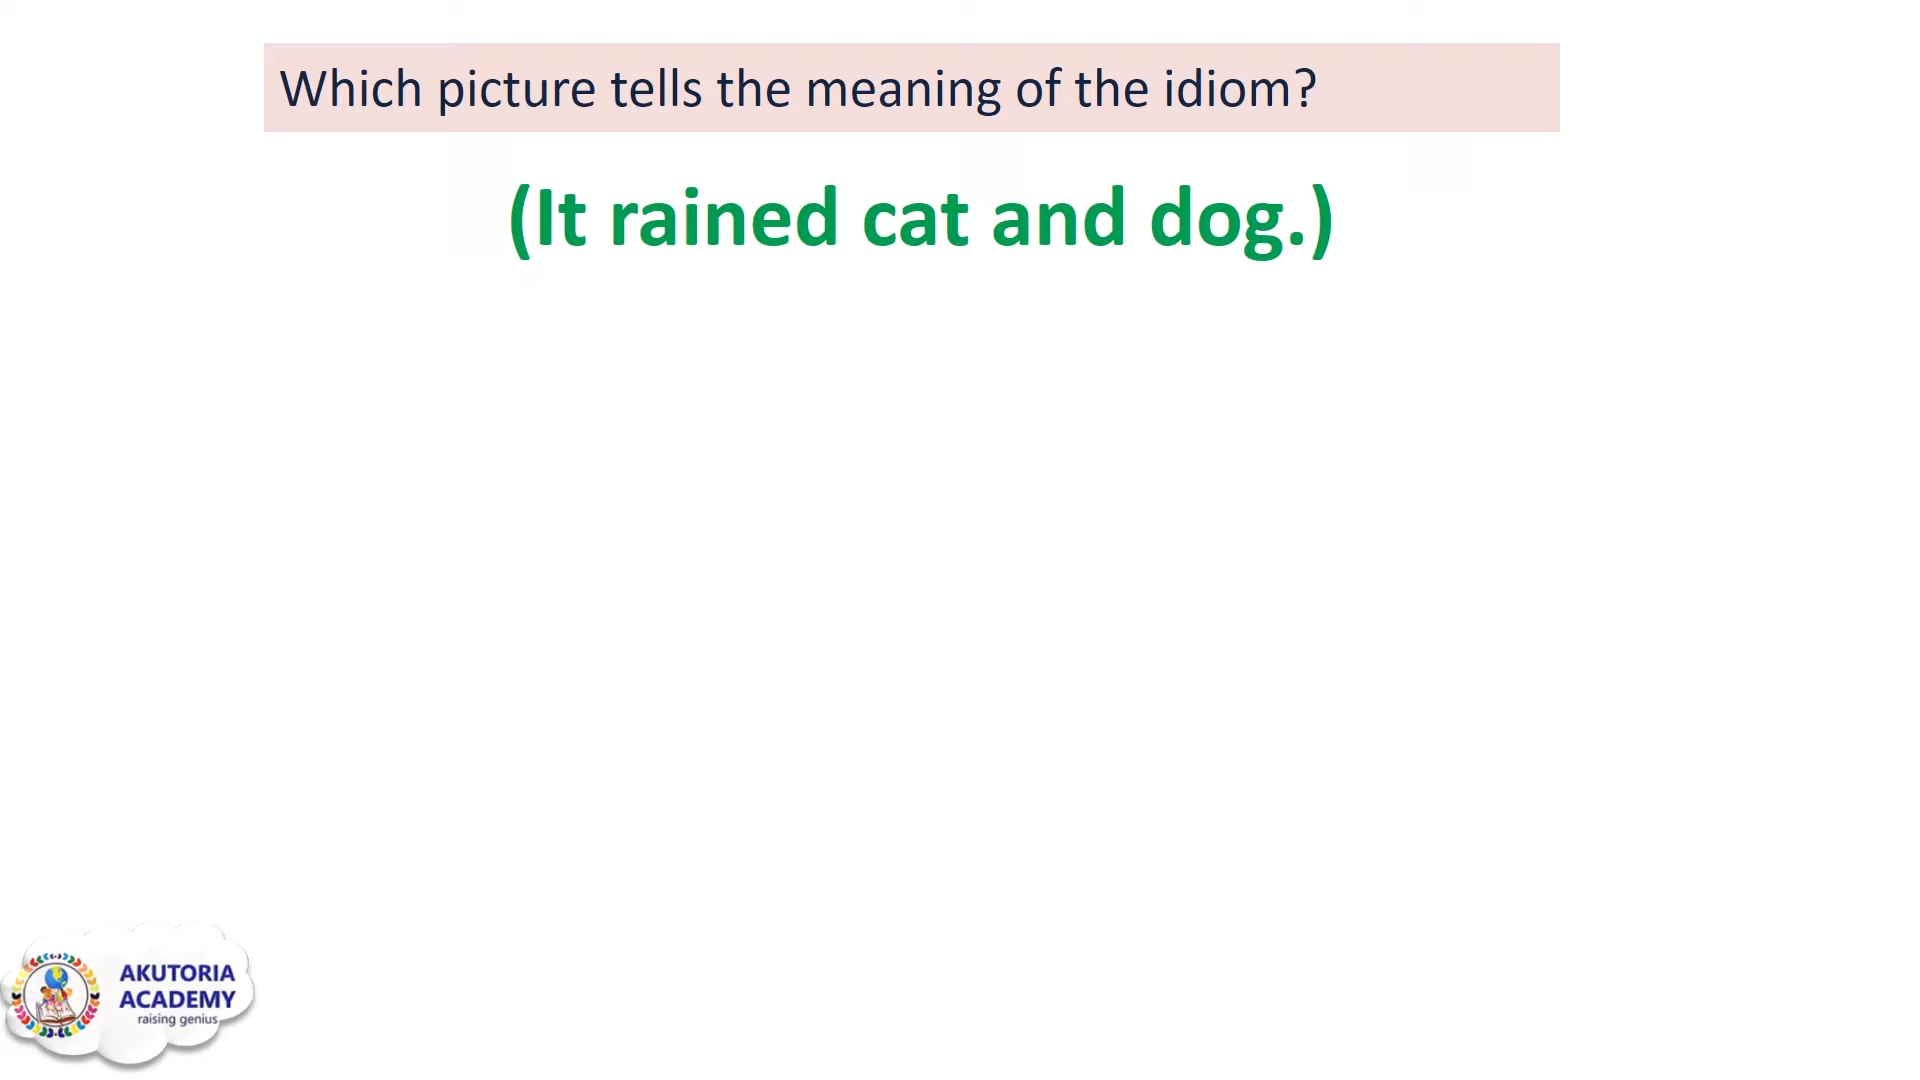 Which picture tells the meaning of the idiom?
(It rained cat and dog.)
AKUTORIA
ACADEMY
raising genius